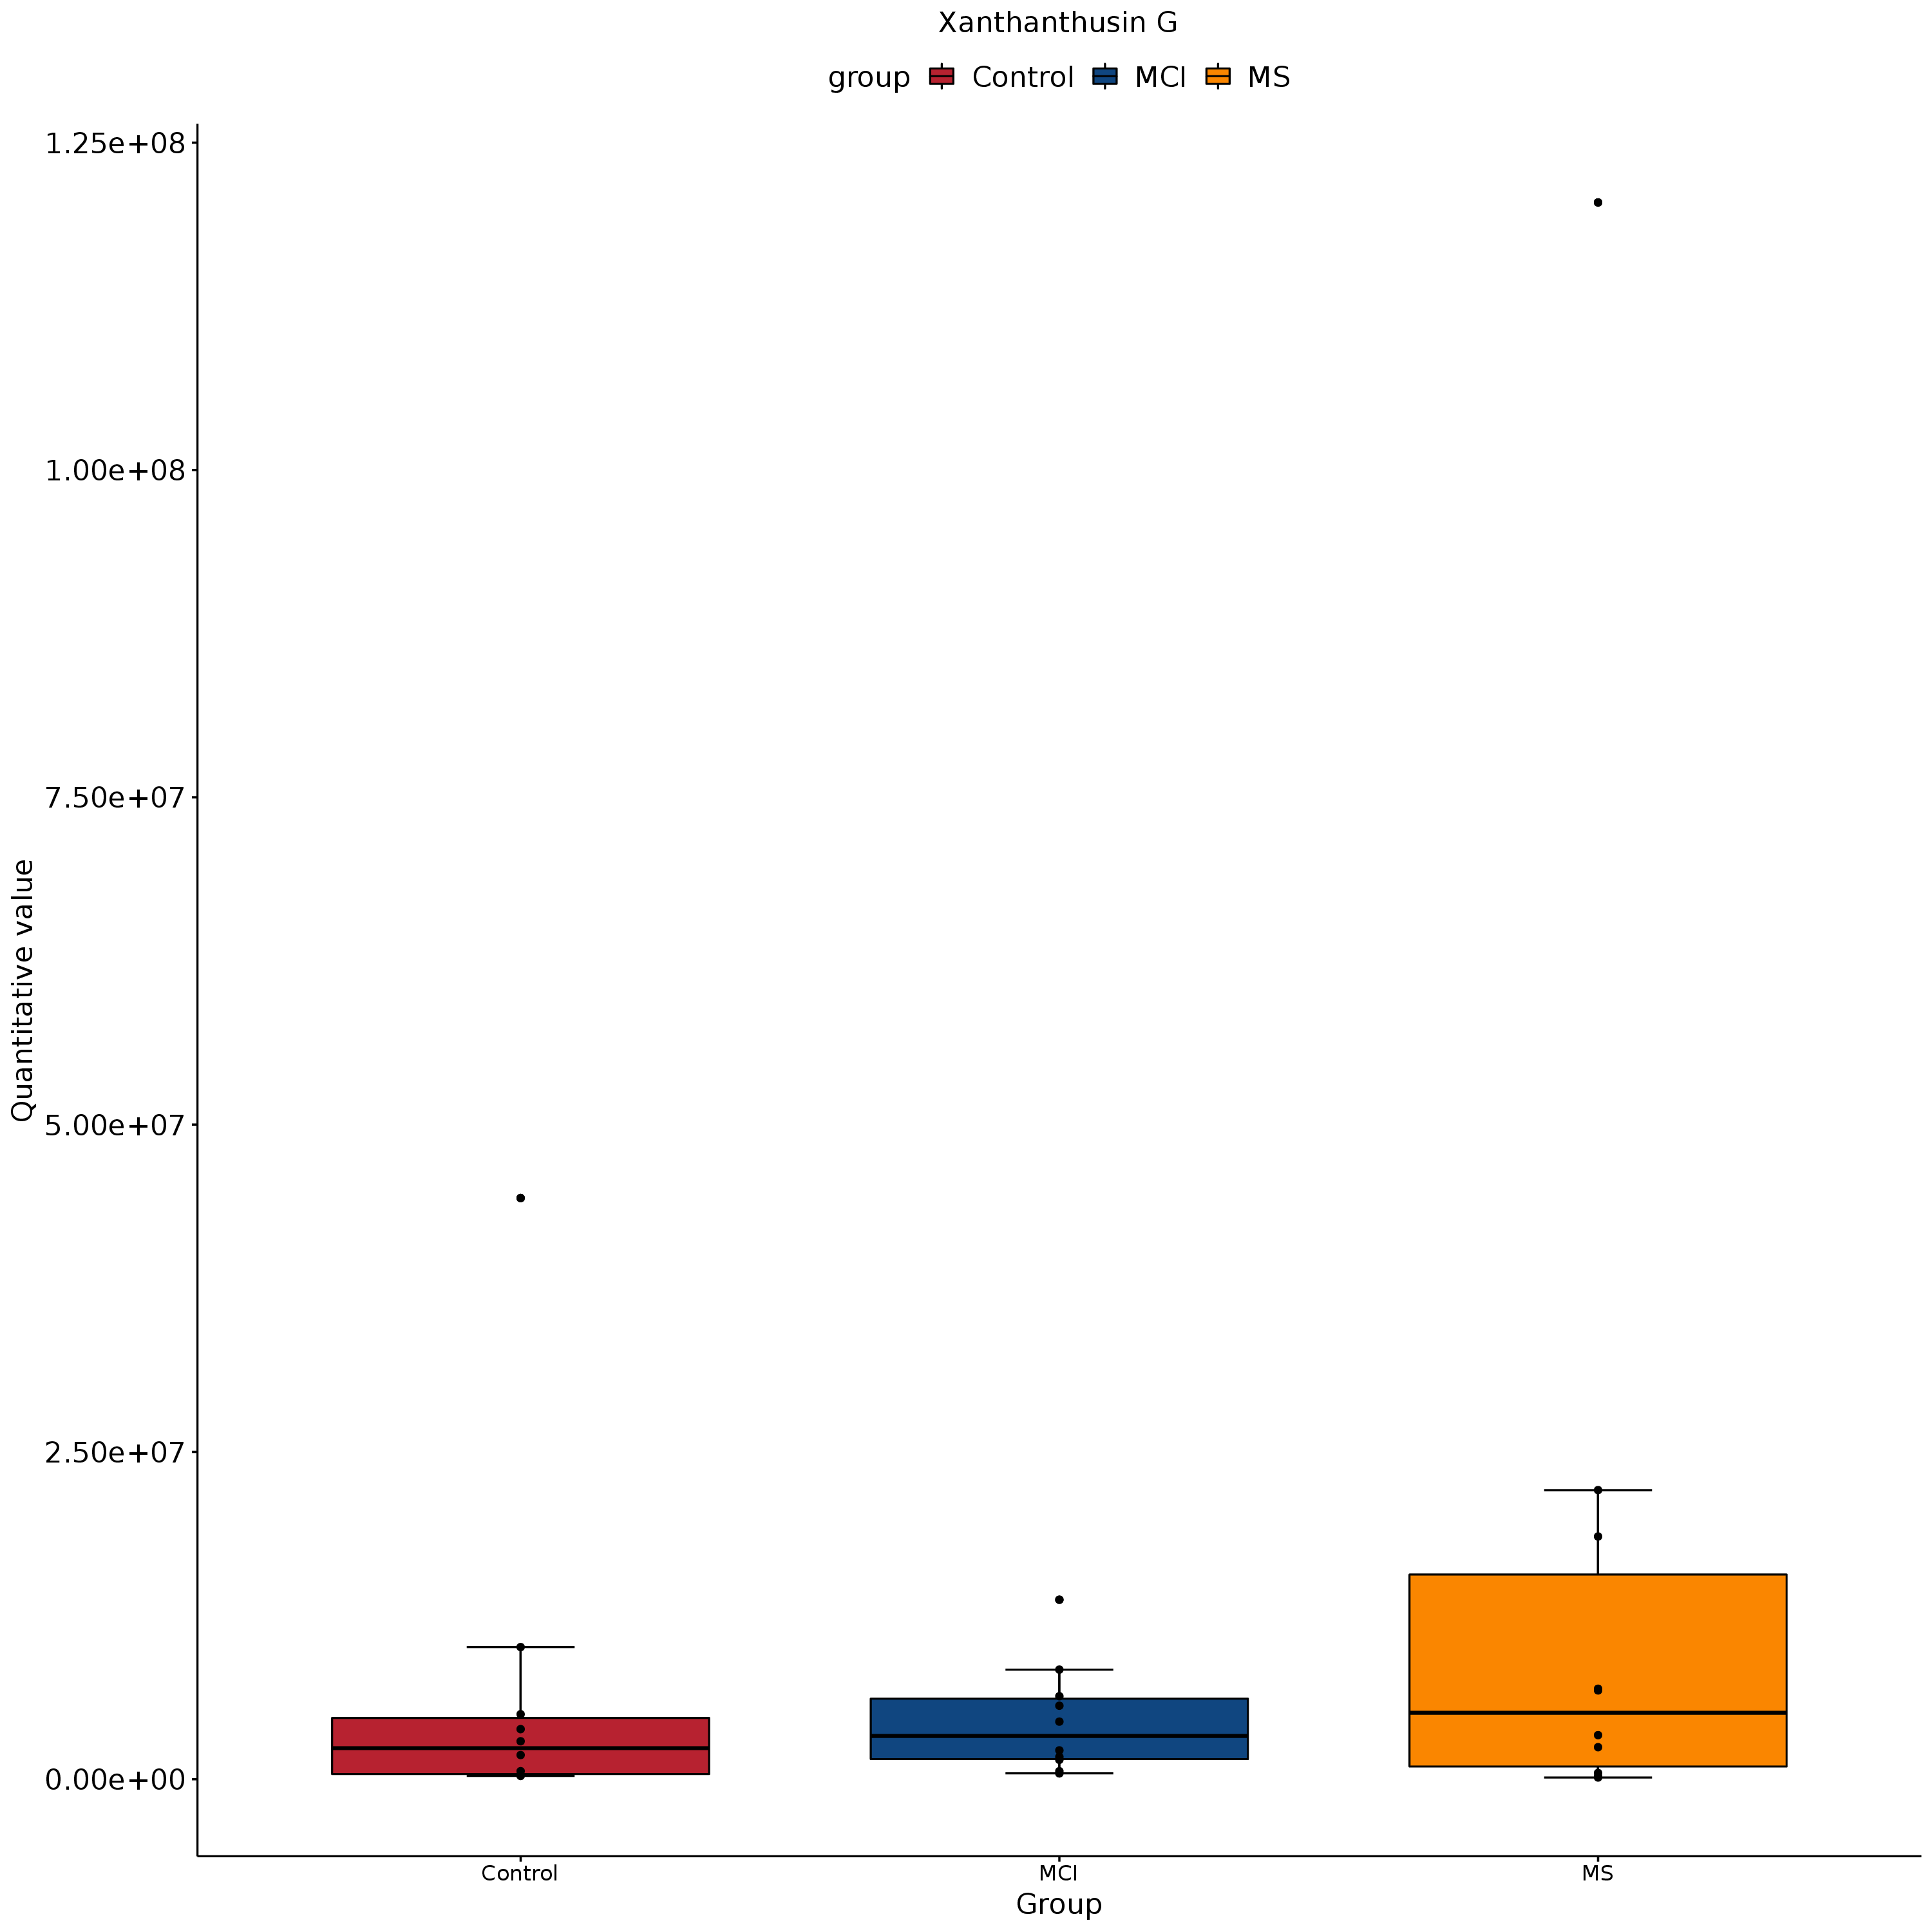 Xanthanthusin G
group Control MCI MS
1.25e+08
1.00e+08
7.50e+07
5.00e+07
2.50e+07
0.00e+00
Quantitative value
Control MCI MS
Group